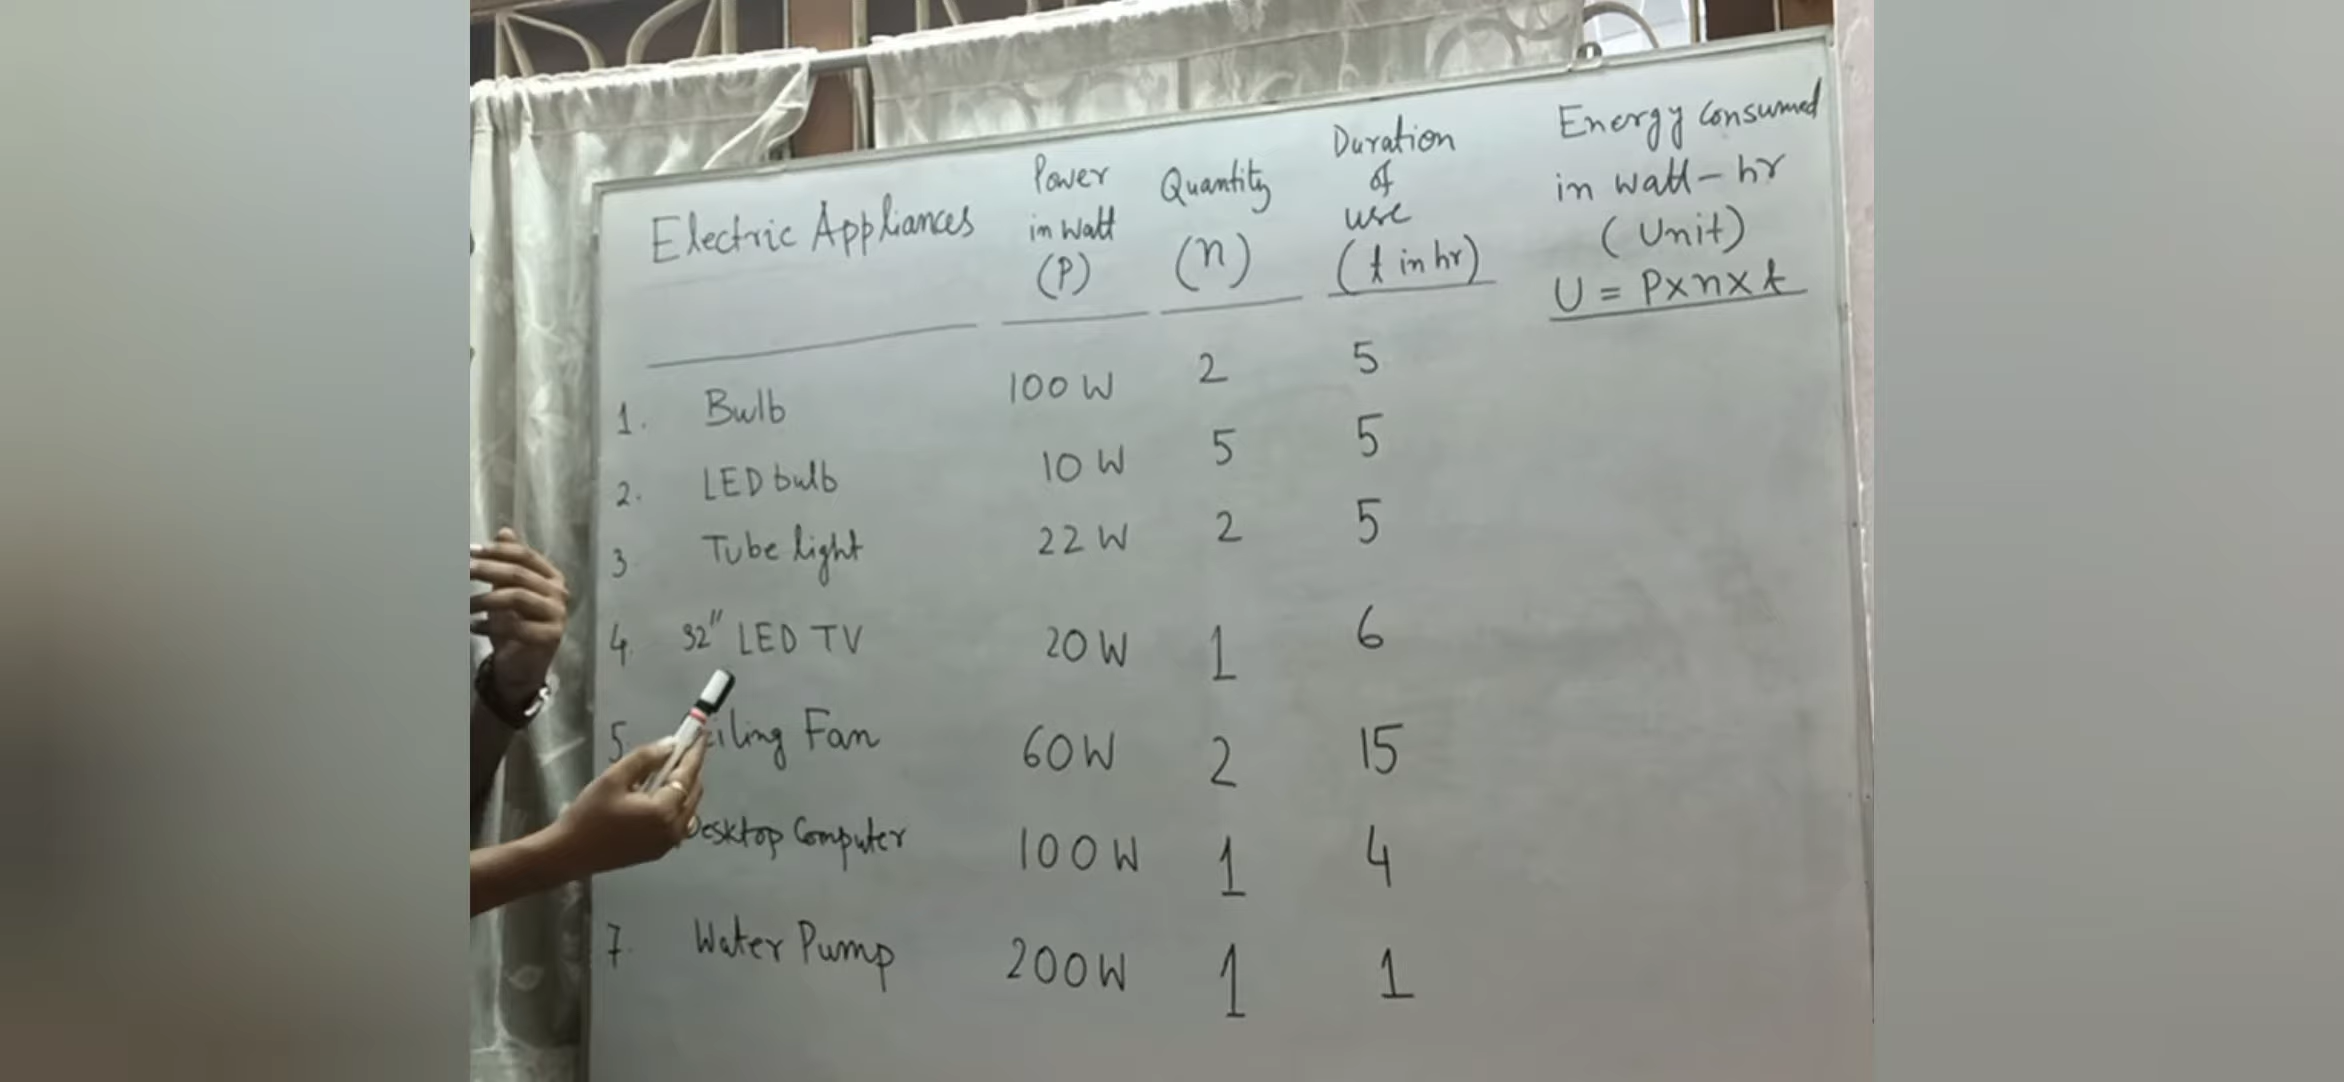 Electric Appliances
Power
in Watt
(P)
Quantity
(n)
Duration
of
use
(t in hr)
Energy Consumed
in watt-hr
(Unit)
U = P×n×t
1. Bulb 100 W 2 5
2. LED bulb 10 W 5 5
3 Tube light 22 W 2 5
4. 32" LED TV 20 W 1 6
5 Fan 60 W 2 15
Desktop Computer 100 W 1 4
7. Water Pump 200 W 1 1